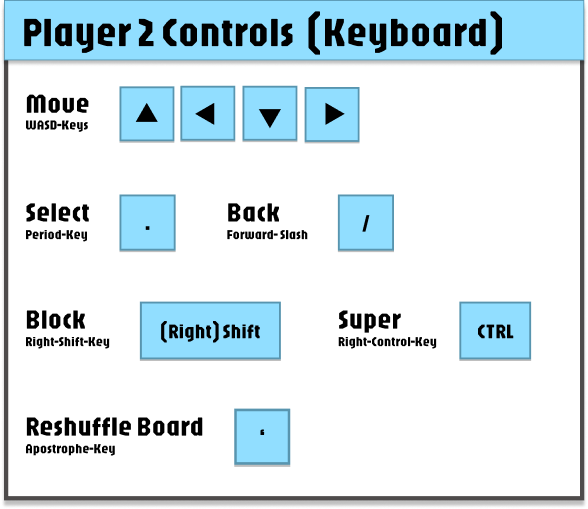 Player 2 Controls (Keyboard)
Move
WASD-Keys
Select
Period-Key
.
Back
Forward-Slash
/
Block
Right-Shift-Key
(Right) Shift
Super
Right-Control-Key
CTRL
Reshuffle Board
Apostrophe-Key
‘